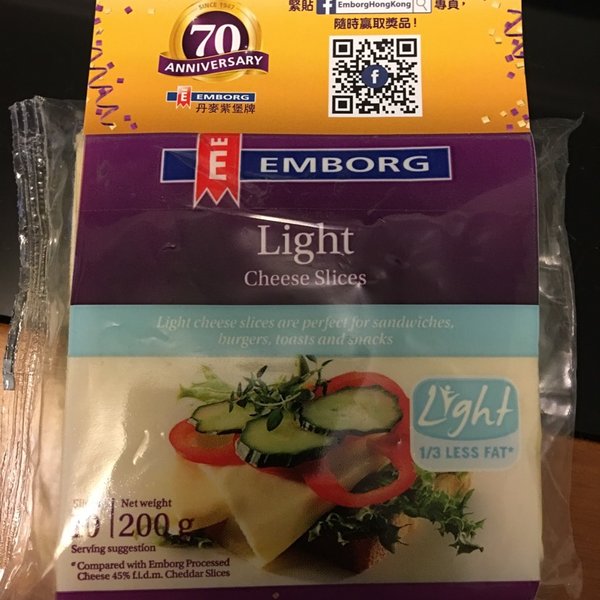 SINCE 1947
70
ANNIVERSARY
E EMBORG
丹麥紫堡牌
緊貼 f EmborgHongKong 專頁,
隨時贏取獎品!
f
E EMBORG
Light
Cheese Slices
Light cheese slices are perfect for sandwiches,
burgers, toasts and snacks
Light
1/3 LESS FAT*
Net weight
10 200 g
Serving suggestion
*Compared with Emborg Processed
Cheese 45% f.i.d.m. Cheddar Slices